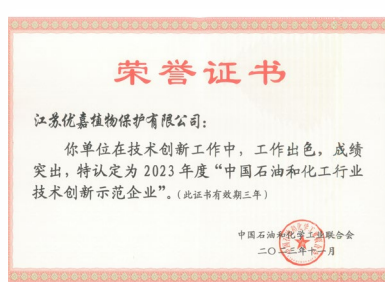 荣誉证书
江苏优嘉植物保护有限公司：
你单位在技术创新工作中，工作出色，成绩
突出，特认定为2023年度“中国石油和化工行业
技术创新示范企业”。（此证书有效期三年）
中国石油和化学工业联合会
二〇二三年十一月